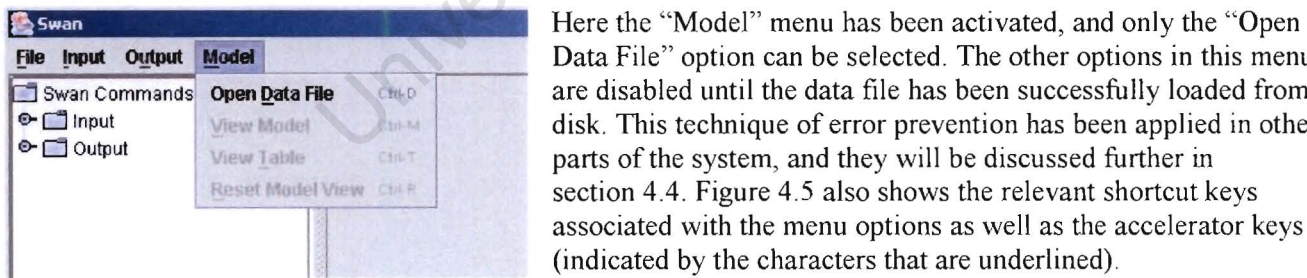 Swan
File Input Output Model
Swan Commands
Input
Output
Open Data File Ctrl-D
View Model Ctrl-M
View Table Ctrl-T
Reset Model View Ctrl-R
Here the “Model” menu has been activated, and only the “Open
Data File” option can be selected. The other options in this menu
are disabled until the data file has been successfully loaded from
disk. This technique of error prevention has been applied in othe
parts of the system, and they will be discussed further in
section 4.4. Figure 4.5 also shows the relevant shortcut keys
associated with the menu options as well as the accelerator keys
(indicated by the characters that are underlined).